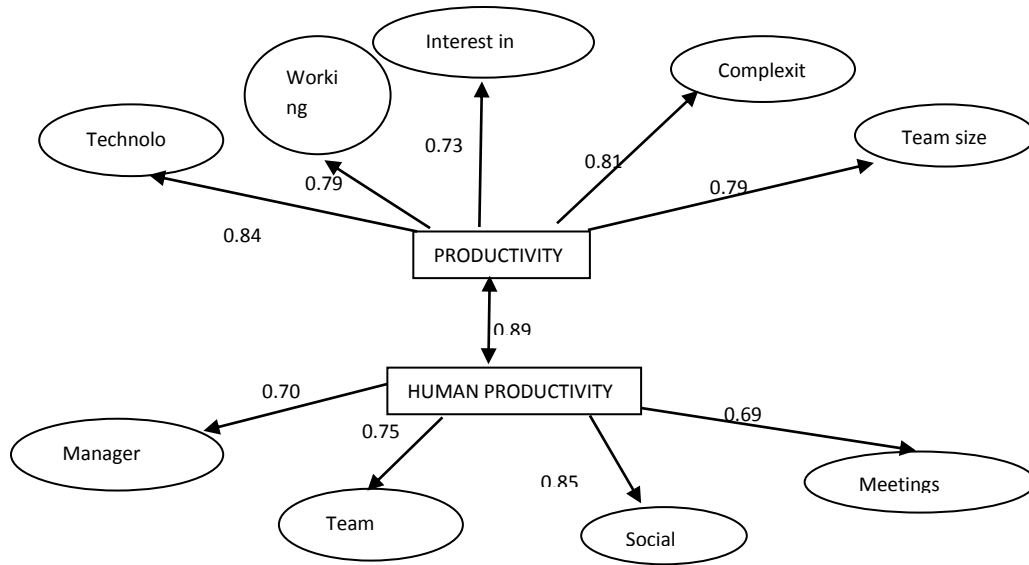 Interest in
Worki
ng
Complexit
Technolo
Team size
0.73
0.81
0.79
0.79
0.84
PRODUCTIVITY
0.89
HUMAN PRODUCTIVITY
0.70
0.69
0.75
Manager
0.85
Meetings
Team
Social